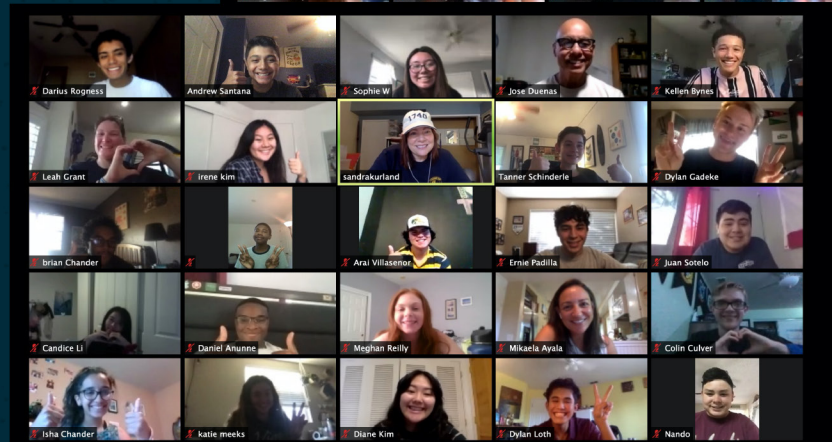 Darius Rogness
Andrew Santana
Sophie W
Jose Duenas
Kellen Bynes
Leah Grant
irene kim
1740
sandrakurland
Tanner Schinderle
Dylan Gadeke
brian Chander
Arai Villasenor
Ernie Padilla
Juan Sotelo
Candice Li
Daniel Anunne
Meghan Reilly
Mikaela Ayala
Colin Culver
Isha Chander
katie meeks
Diane Kim
Dylan Loth
Nando